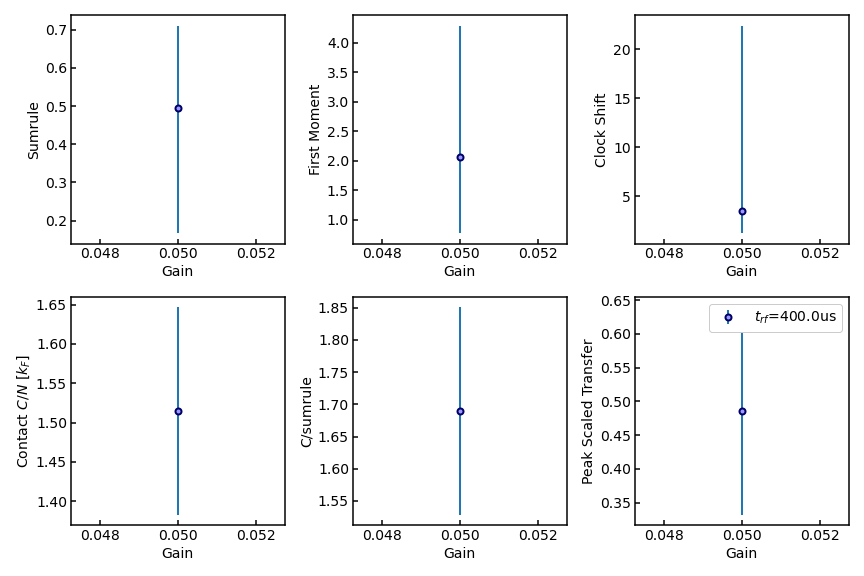 0.7
0.6
0.5
0.4
0.3
0.2
Sumrule
0.048 0.050 0.052
Gain
4.0
3.5
3.0
2.5
2.0
1.5
1.0
First Moment
0.048 0.050 0.052
Gain
20
15
10
5
Clock Shift
0.048 0.050 0.052
Gain
1.65
1.60
1.55
1.50
1.45
1.40
Contact C/N [k_F]
0.048 0.050 0.052
Gain
1.85
1.80
1.75
1.70
1.65
1.60
1.55
C/sumrule
0.048 0.050 0.052
Gain
0.65
0.60
0.55
0.50
0.45
0.40
0.35
Peak Scaled Transfer
t_rf=400.0us
0.048 0.050 0.052
Gain